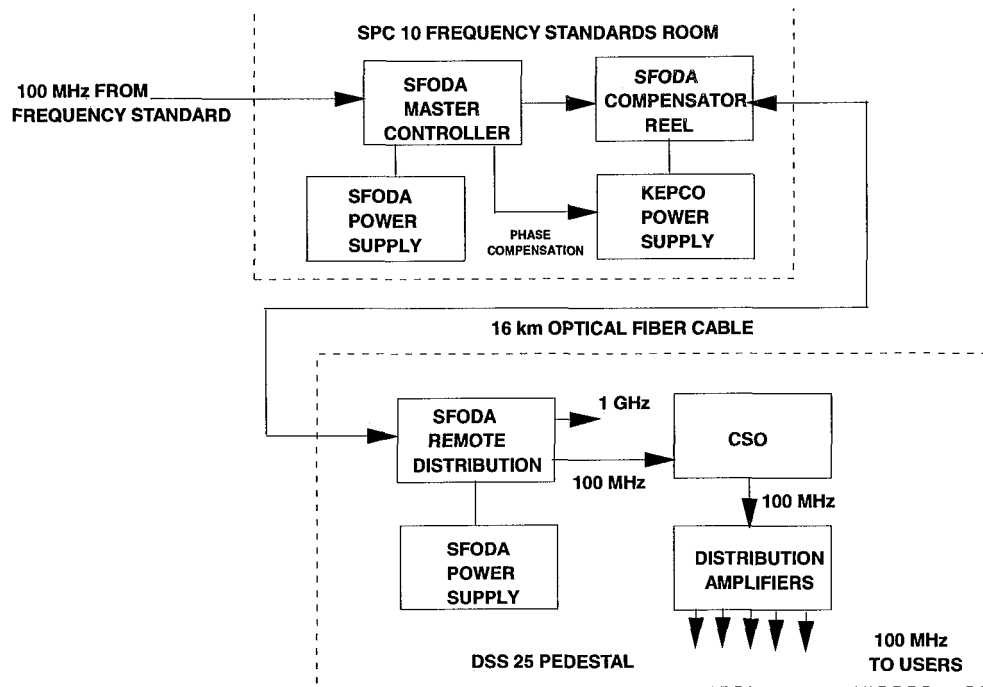 SPC 10 FREQUENCY STANDARDS ROOM
100 MHz FROM
FREQUENCY STANDARD
SFODA
MASTER
CONTROLLER
SFODA
COMPENSATOR
REEL
SFODA
POWER
SUPPLY
PHASE
COMPENSATION
KEPCO
POWER
SUPPLY
16 km OPTICAL FIBER CABLE
SFODA
REMOTE
DISTRIBUTION
1 GHz
100 MHz
CSO
100 MHz
SFODA
POWER
SUPPLY
DISTRIBUTION
AMPLIFIERS
DSS 25 PEDESTAL
100 MHz
TO USERS